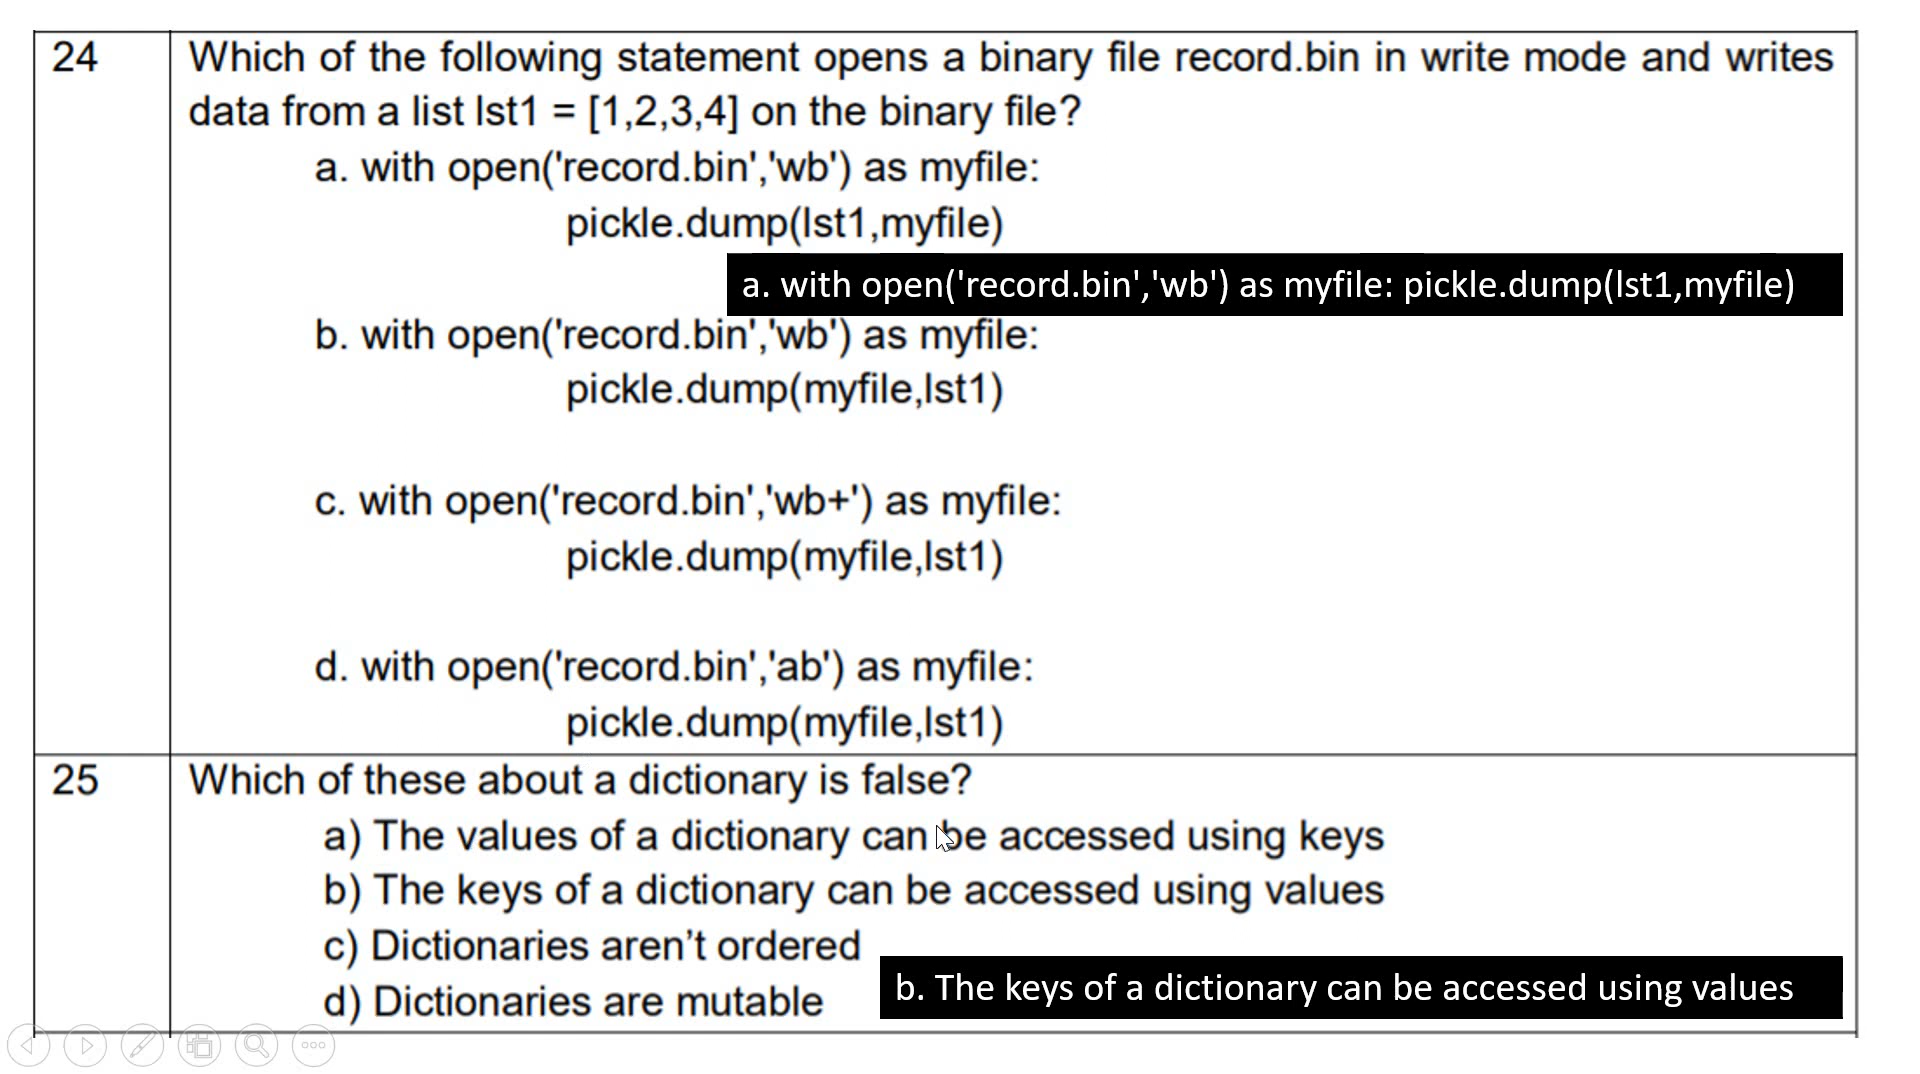 24
Which of the following statement opens a binary file record.bin in write mode and writes
data from a list lst1 = [1,2,3,4] on the binary file?
a. with open('record.bin','wb') as myfile:
pickle.dump(lst1,myfile)
a. with open('record.bin','wb') as myfile: pickle.dump(lst1,myfile)
b. with open('record.bin','wb') as myfile:
pickle.dump(myfile,lst1)
c. with open('record.bin','wb+') as myfile:
pickle.dump(myfile,lst1)
d. with open('record.bin','ab') as myfile:
pickle.dump(myfile,lst1)
25
Which of these about a dictionary is false?
a) The values of a dictionary can be accessed using keys
b) The keys of a dictionary can be accessed using values
c) Dictionaries aren’t ordered
d) Dictionaries are mutable
b. The keys of a dictionary can be accessed using values